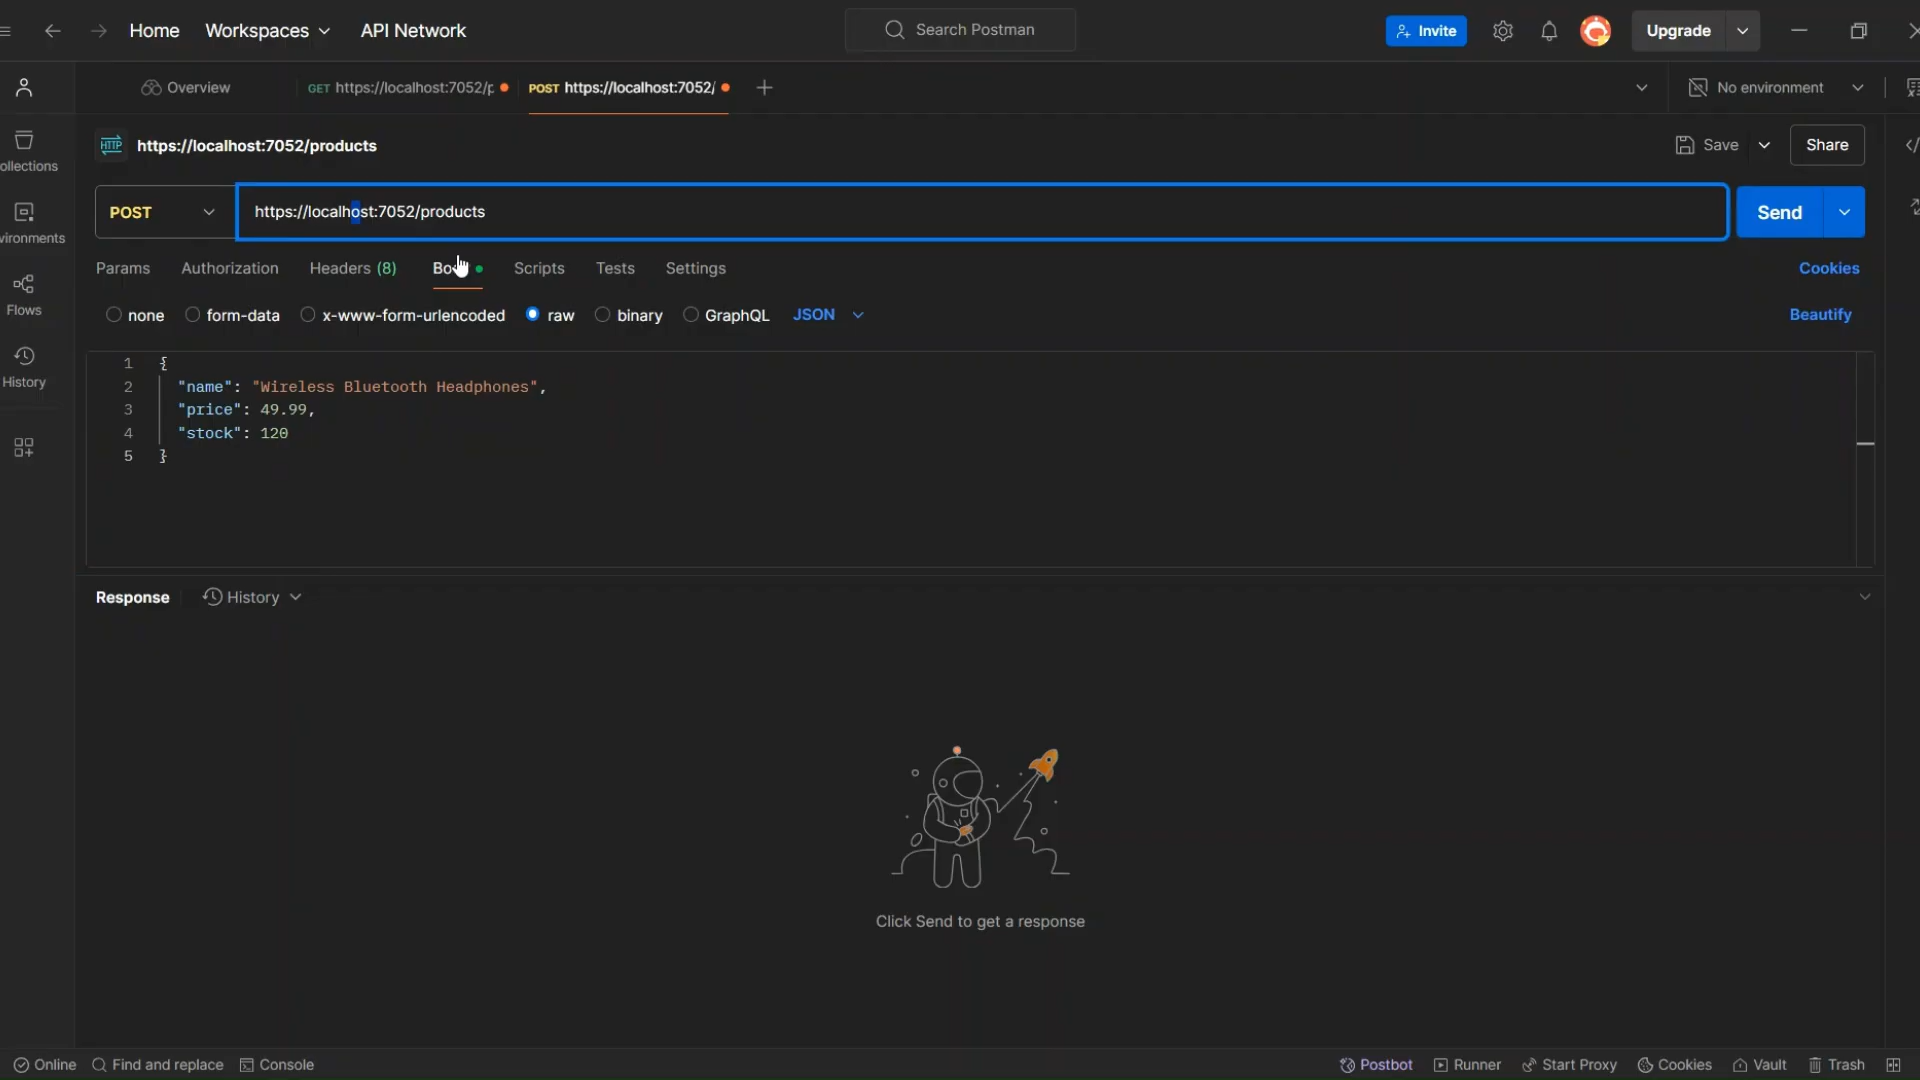 Home Workspaces API Network Search Postman Invite Upgrade
Overview GET https://localhost:7052/p POST https://localhost:7052/ No environment
HTTP https://localhost:7052/products Save Share
POST https://localhost:7052/products Send
Params Authorization Headers (8) Bo Scripts Tests Settings Cookies
none form-data x-www-form-urlencoded raw binary GraphQL JSON Beautify
ollections
vironments
Flows
History
1 {
2 "name": "Wireless Bluetooth Headphones",
3 "price": 49.99,
4 "stock": 120
5 }
Response History
Click Send to get a response
Online Find and replace Console Postbot Runner Start Proxy Cookies Vault Trash